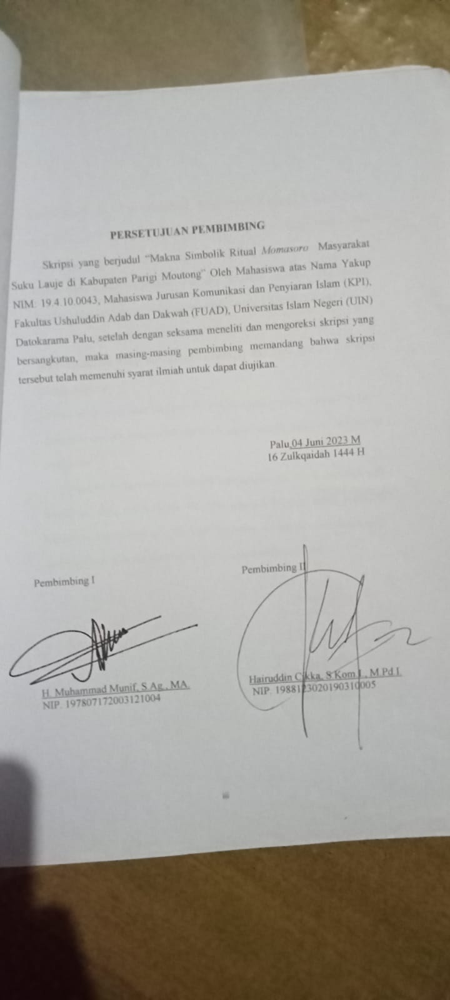 PERSETUJUAN PEMBIMBING
Skripsi yang berjudul “Makna Simbolik Ritual Momasoro Masyarakat
Suku Lauje di Kabupaten Parigi Moutong” Oleh Mahasiswa atas Nama Yakup
NIM: 19.4.10.0043, Mahasiswa Jurusan Komunikasi dan Penyiaran Islam (KPI),
Fakultas Ushuluddin Adab dan Dakwah (FUAD), Universitas Islam Negeri (UIN)
Datokarama Palu, setelah dengan seksama meneliti dan mengoreksi skripsi yang
bersangkutan, maka masing-masing pembimbing memandang bahwa skripsi
tersebut telah memenuhi syarat ilmiah untuk dapat diujikan.
Palu,04 Juni 2023 M
16 Zulkqaidah 1444 H
Pembimbing I
Pembimbing II
H. Muhammad Munif, S.Ag., MA.
NIP. 197807172003121004
Hairuddin Cikka, S.Kom.I., M.Pd.I.
NIP. 1988123020190310005
iii